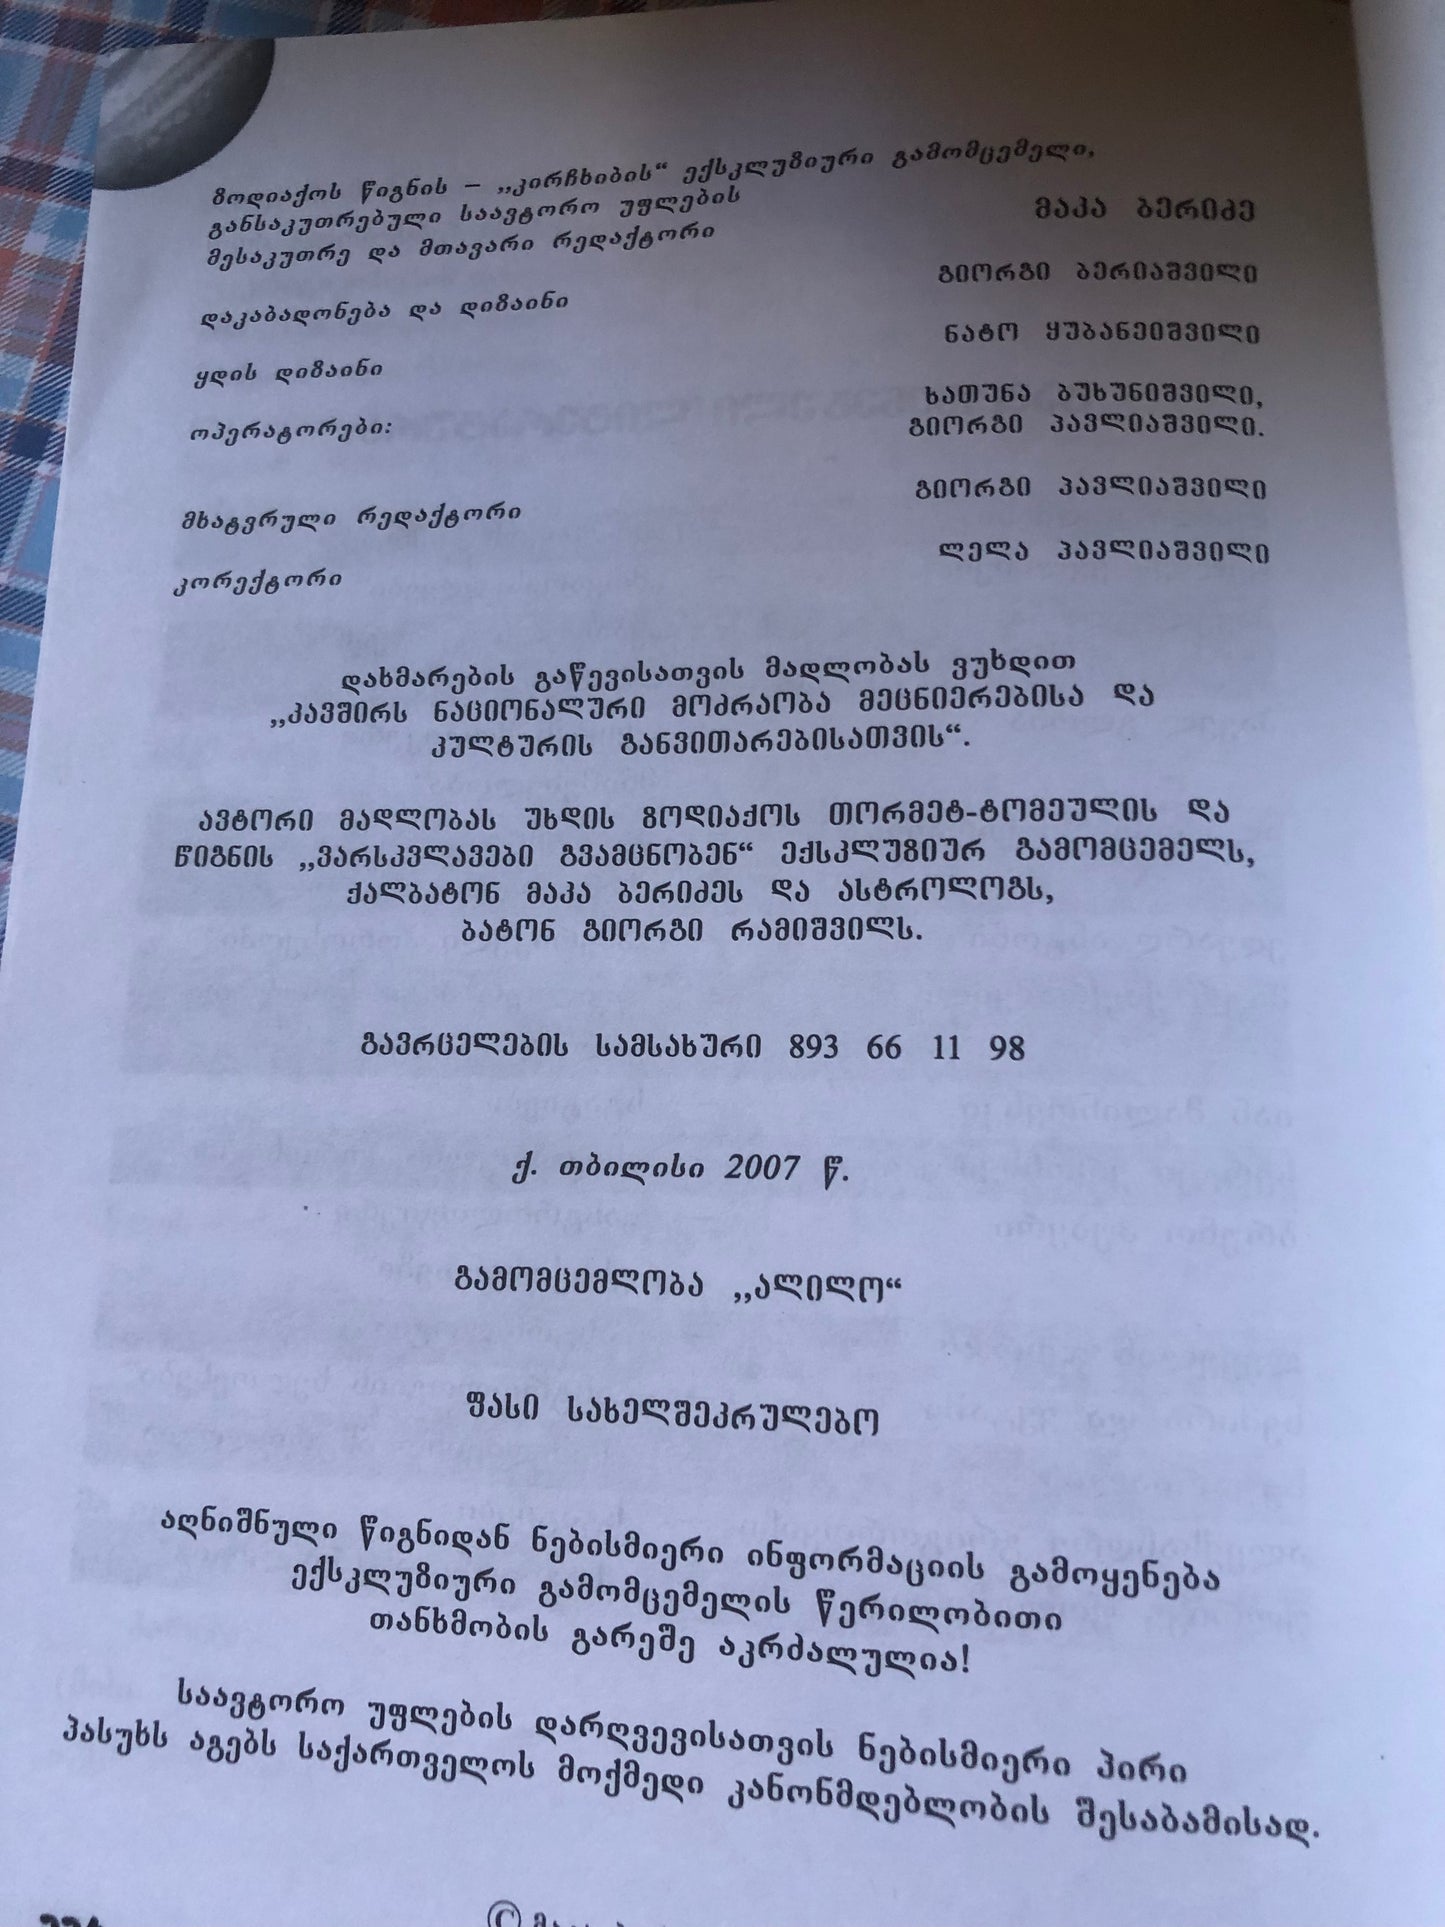 ზოდიაქოს წიგნის – „კირჩხიბის“ ექსკლუზიური გამომცემელი,
განსაკუთრებული საავტორო უფლების
მესაკუთრე და მთავარი რედაქტორი
მაკა ბერიძე
დაკაბადონება და დიზაინი
გიორგი ბერიაშვილი
ყდის დიზაინი
ნატო ყუბანეიშვილი
ოპერატორები:
ხათუნა ბუხუნიშვილი,
გიორგი პავლიაშვილი.
მხატვრული რედაქტორი
გიორგი პავლიაშვილი
კორექტორი
ლელა პავლიაშვილი
დახმარების გაწევისათვის მადლობას ვუხდით
„კავშირს ნაციონალური მოძრაობა მეცნიერებისა და
კულტურის განვითარებისათვის“.
ავტორი მადლობას უხდის ზოდიაქოს თორმეტ-ტომეულის და
წიგნის „ვარსკვლავები გვამცნობენ“ ექსკლუზიურ გამომცემელს,
ქალბატონ მაკა ბერიძეს და ასტროლოგს,
ბატონ გიორგი რამიშვილს.
გავრცელების სამსახური 893 66 11 98
ქ. თბილისი 2007 წ.
გამომცემლობა „ალილო“
ფასი სახელშეკრულებო
აღნიშნული წიგნიდან ნებისმიერი ინფორმაციის გამოყენება
ექსკლუზიური გამომცემელის წერილობითი
თანხმობის გარეშე აკრძალულია!
საავტორო უფლების დარღვევისათვის ნებისმიერი პირი
პასუხს აგებს საქართველოს მოქმედი კანონმდებლობის შესაბამისად.
©